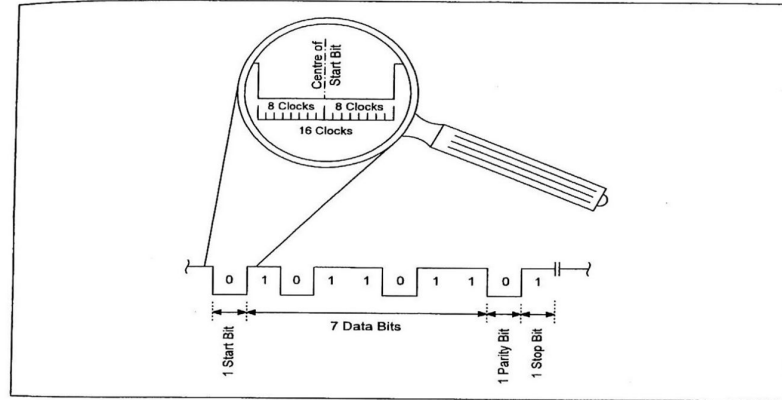 Centre of
Start Bit
8 Clocks 8 Clocks
16 Clocks
0 1 0 1 1 0 1 1 0 1
7 Data Bits
1 Start Bit
1 Parity Bit
1 Stop Bit